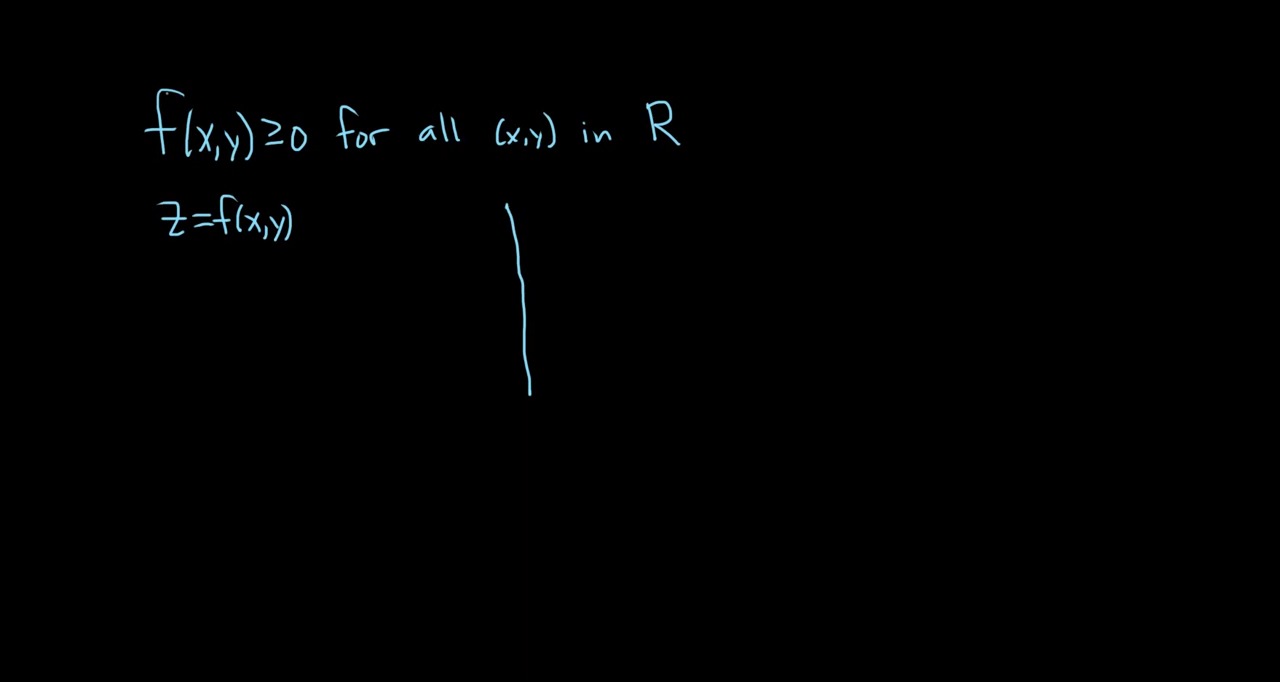 f(x,y)≥0 for all (x,y) in R
z=f(x,y)